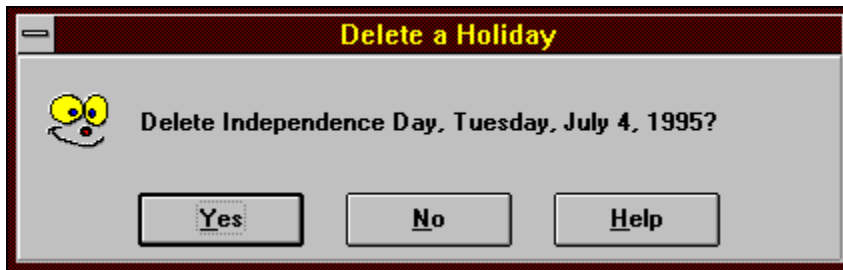 Delete a Holiday
Delete Independence Day, Tuesday, July 4, 1995?
Yes No Help